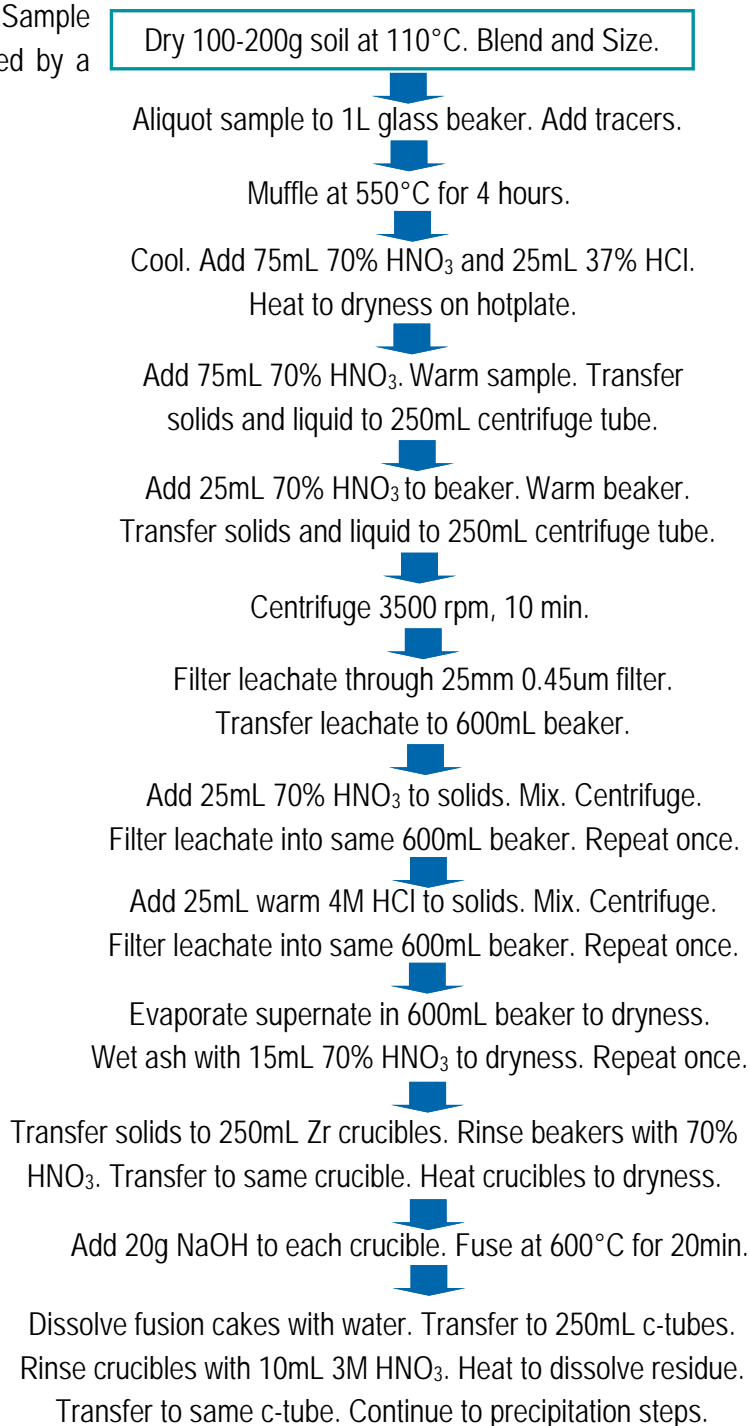 Sample
Dry 100-200g soil at 110°C. Blend and Size.
ed by a
Aliquot sample to 1L glass beaker. Add tracers.
Muffle at 550°C for 4 hours.
Cool. Add 75mL 70% HNO₃ and 25mL 37% HCl.
Heat to dryness on hotplate.
Add 75mL 70% HNO₃. Warm sample. Transfer
solids and liquid to 250mL centrifuge tube.
Add 25mL 70% HNO₃ to beaker. Warm beaker.
Transfer solids and liquid to 250mL centrifuge tube.
Centrifuge 3500 rpm, 10 min.
Filter leachate through 25mm 0.45um filter.
Transfer leachate to 600mL beaker.
Add 25mL 70% HNO₃ to solids. Mix. Centrifuge.
Filter leachate into same 600mL beaker. Repeat once.
Add 25mL warm 4M HCl to solids. Mix. Centrifuge.
Filter leachate into same 600mL beaker. Repeat once.
Evaporate supernate in 600mL beaker to dryness.
Wet ash with 15mL 70% HNO₃ to dryness. Repeat once.
Transfer solids to 250mL Zr crucibles. Rinse beakers with 70%
HNO₃. Transfer to same crucible. Heat crucibles to dryness.
Add 20g NaOH to each crucible. Fuse at 600°C for 20min.
Dissolve fusion cakes with water. Transfer to 250mL c-tubes.
Rinse crucibles with 10mL 3M HNO₃. Heat to dissolve residue.
Transfer to same c-tube. Continue to precipitation steps.